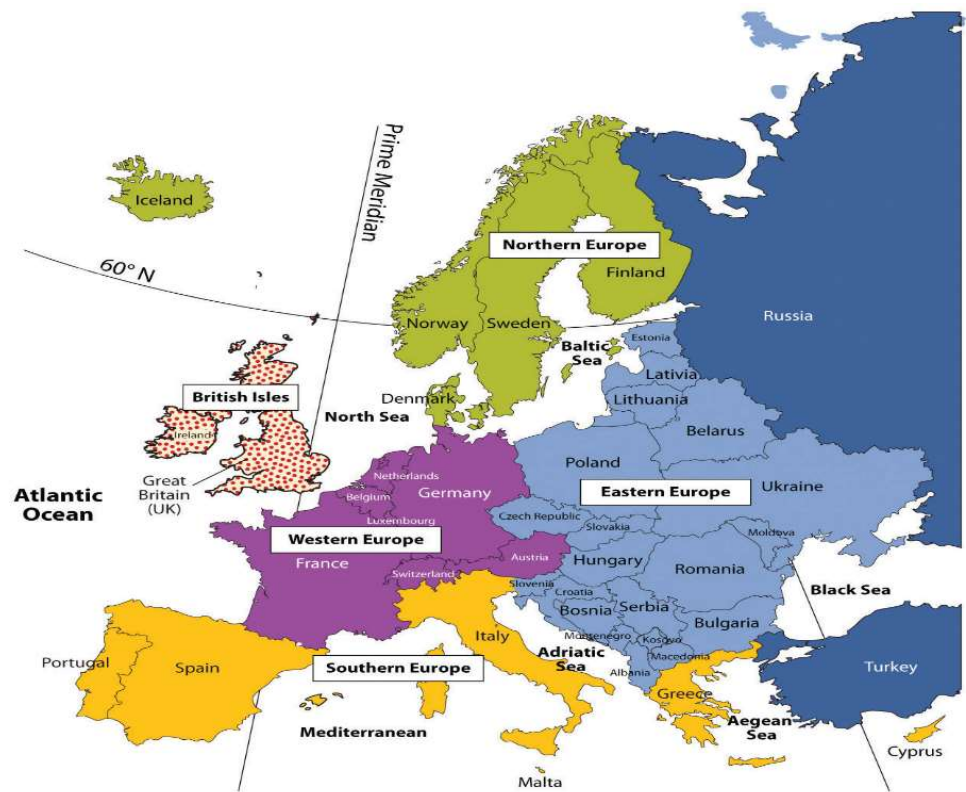 Iceland
Prime Meridian
60° N
Northern Europe
Finland
Norway
Sweden
Russia
Estonia
Baltic
Sea
Lativia
Lithuania
Denmark
British Isles
North Sea
Ireland
Belarus
Great
Britain
(UK)
Netherlands
Belgium
Germany
Poland
Eastern Europe
Ukraine
Atlantic
Ocean
Luxembourg
Western Europe
France
Czech Republic
Slovakia
Moldova
Austria
Switzerland
Hungary
Romania
Slovenia
Croatia
Bosnia
Serbia
Black Sea
Bulgaria
Montenegro
Kosovo
Italy
Adriatic
Sea
Macedonia
Albania
Portugal
Spain
Southern Europe
Turkey
Greece
Aegean
Sea
Mediterranean
Cyprus
Malta